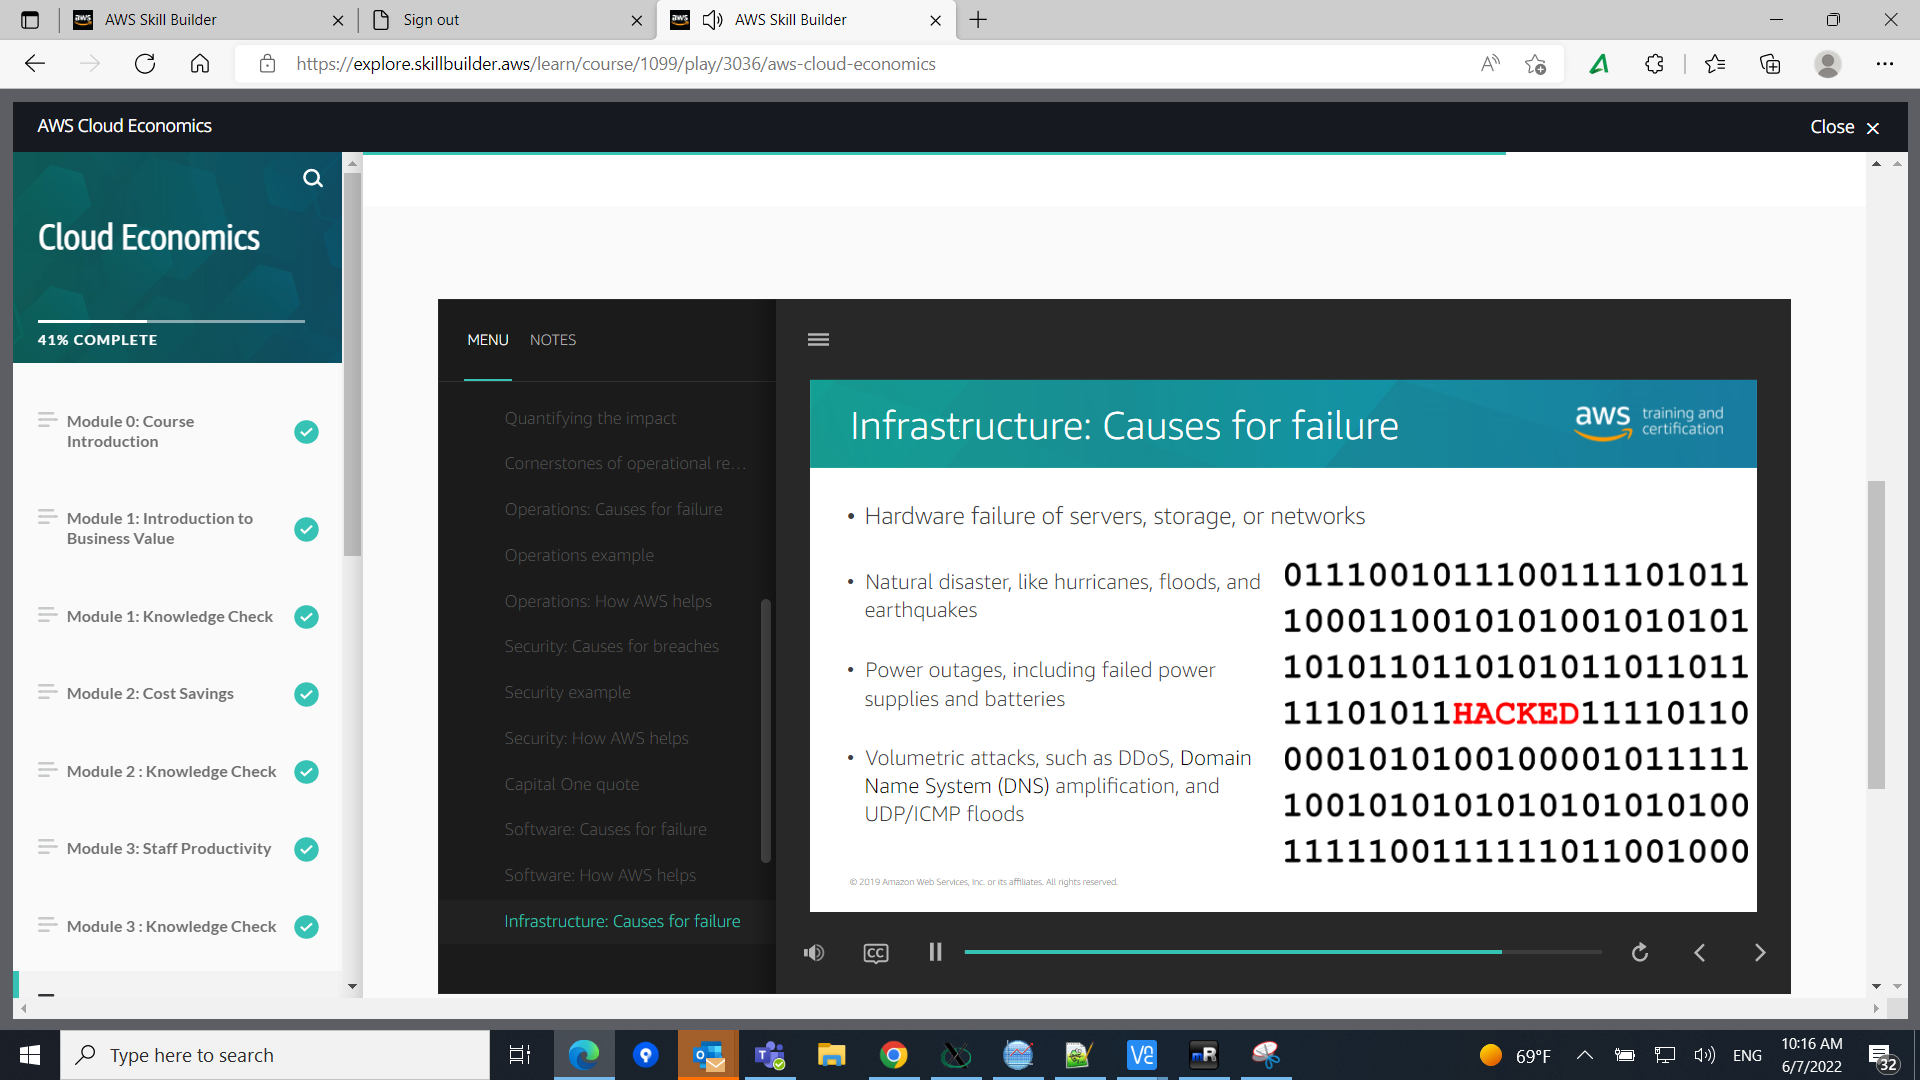 AWS Skill Builder
Sign out
AWS Skill Builder
https://explore.skillbuilder.aws/learn/course/1099/play/3036/aws-cloud-economics
AWS Cloud Economics
Close
Cloud Economics
41% COMPLETE
Module 0: Course
Introduction
Module 1: Introduction to
Business Value
Module 1: Knowledge Check
Module 2: Cost Savings
Module 2 : Knowledge Check
Module 3: Staff Productivity
Module 3 : Knowledge Check
MENU NOTES
Quantifying the impact
Cornerstones of operational re...
Operations: Causes for failure
Operations example
Operations: How AWS helps
Security: Causes for breaches
Security example
Security: How AWS helps
Capital One quote
Software: Causes for failure
Software: How AWS helps
Infrastructure: Causes for failure
Infrastructure: Causes for failure
aws training and
certification
• Hardware failure of servers, storage, or networks
• Natural disaster, like hurricanes, floods, and
earthquakes
• Power outages, including failed power
supplies and batteries
• Volumetric attacks, such as DDoS, Domain
Name System (DNS) amplification, and
UDP/ICMP floods
0111001011100111101011
1000110010101001010101
1010110110101011011011
11101011HACKED11110110
0001010100100001011111
1001010101010101010100
1111100111111011001000
© 2019 Amazon Web Services, Inc. or its affiliates. All rights reserved.
CC
Type here to search
69°F
ENG
10:16 AM
6/7/2022
32